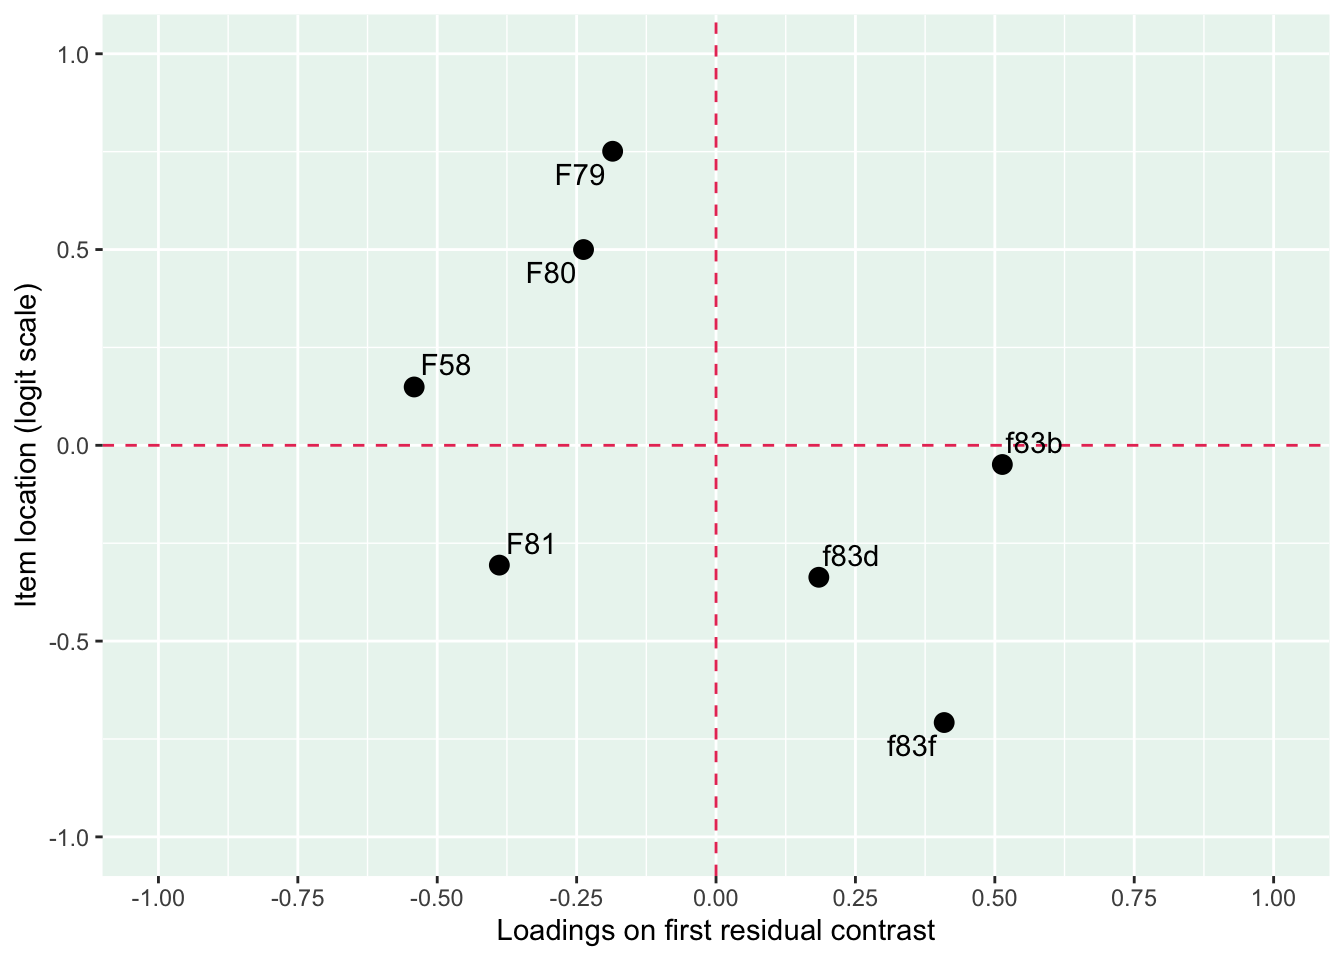 1.0
0.5
0.0
-0.5
-1.0
Item location (logit scale)
F79
F80
F58
f83b
F81
f83d
f83f
-1.00 -0.75 -0.50 -0.25 0.00 0.25 0.50 0.75 1.00
Loadings on first residual contrast